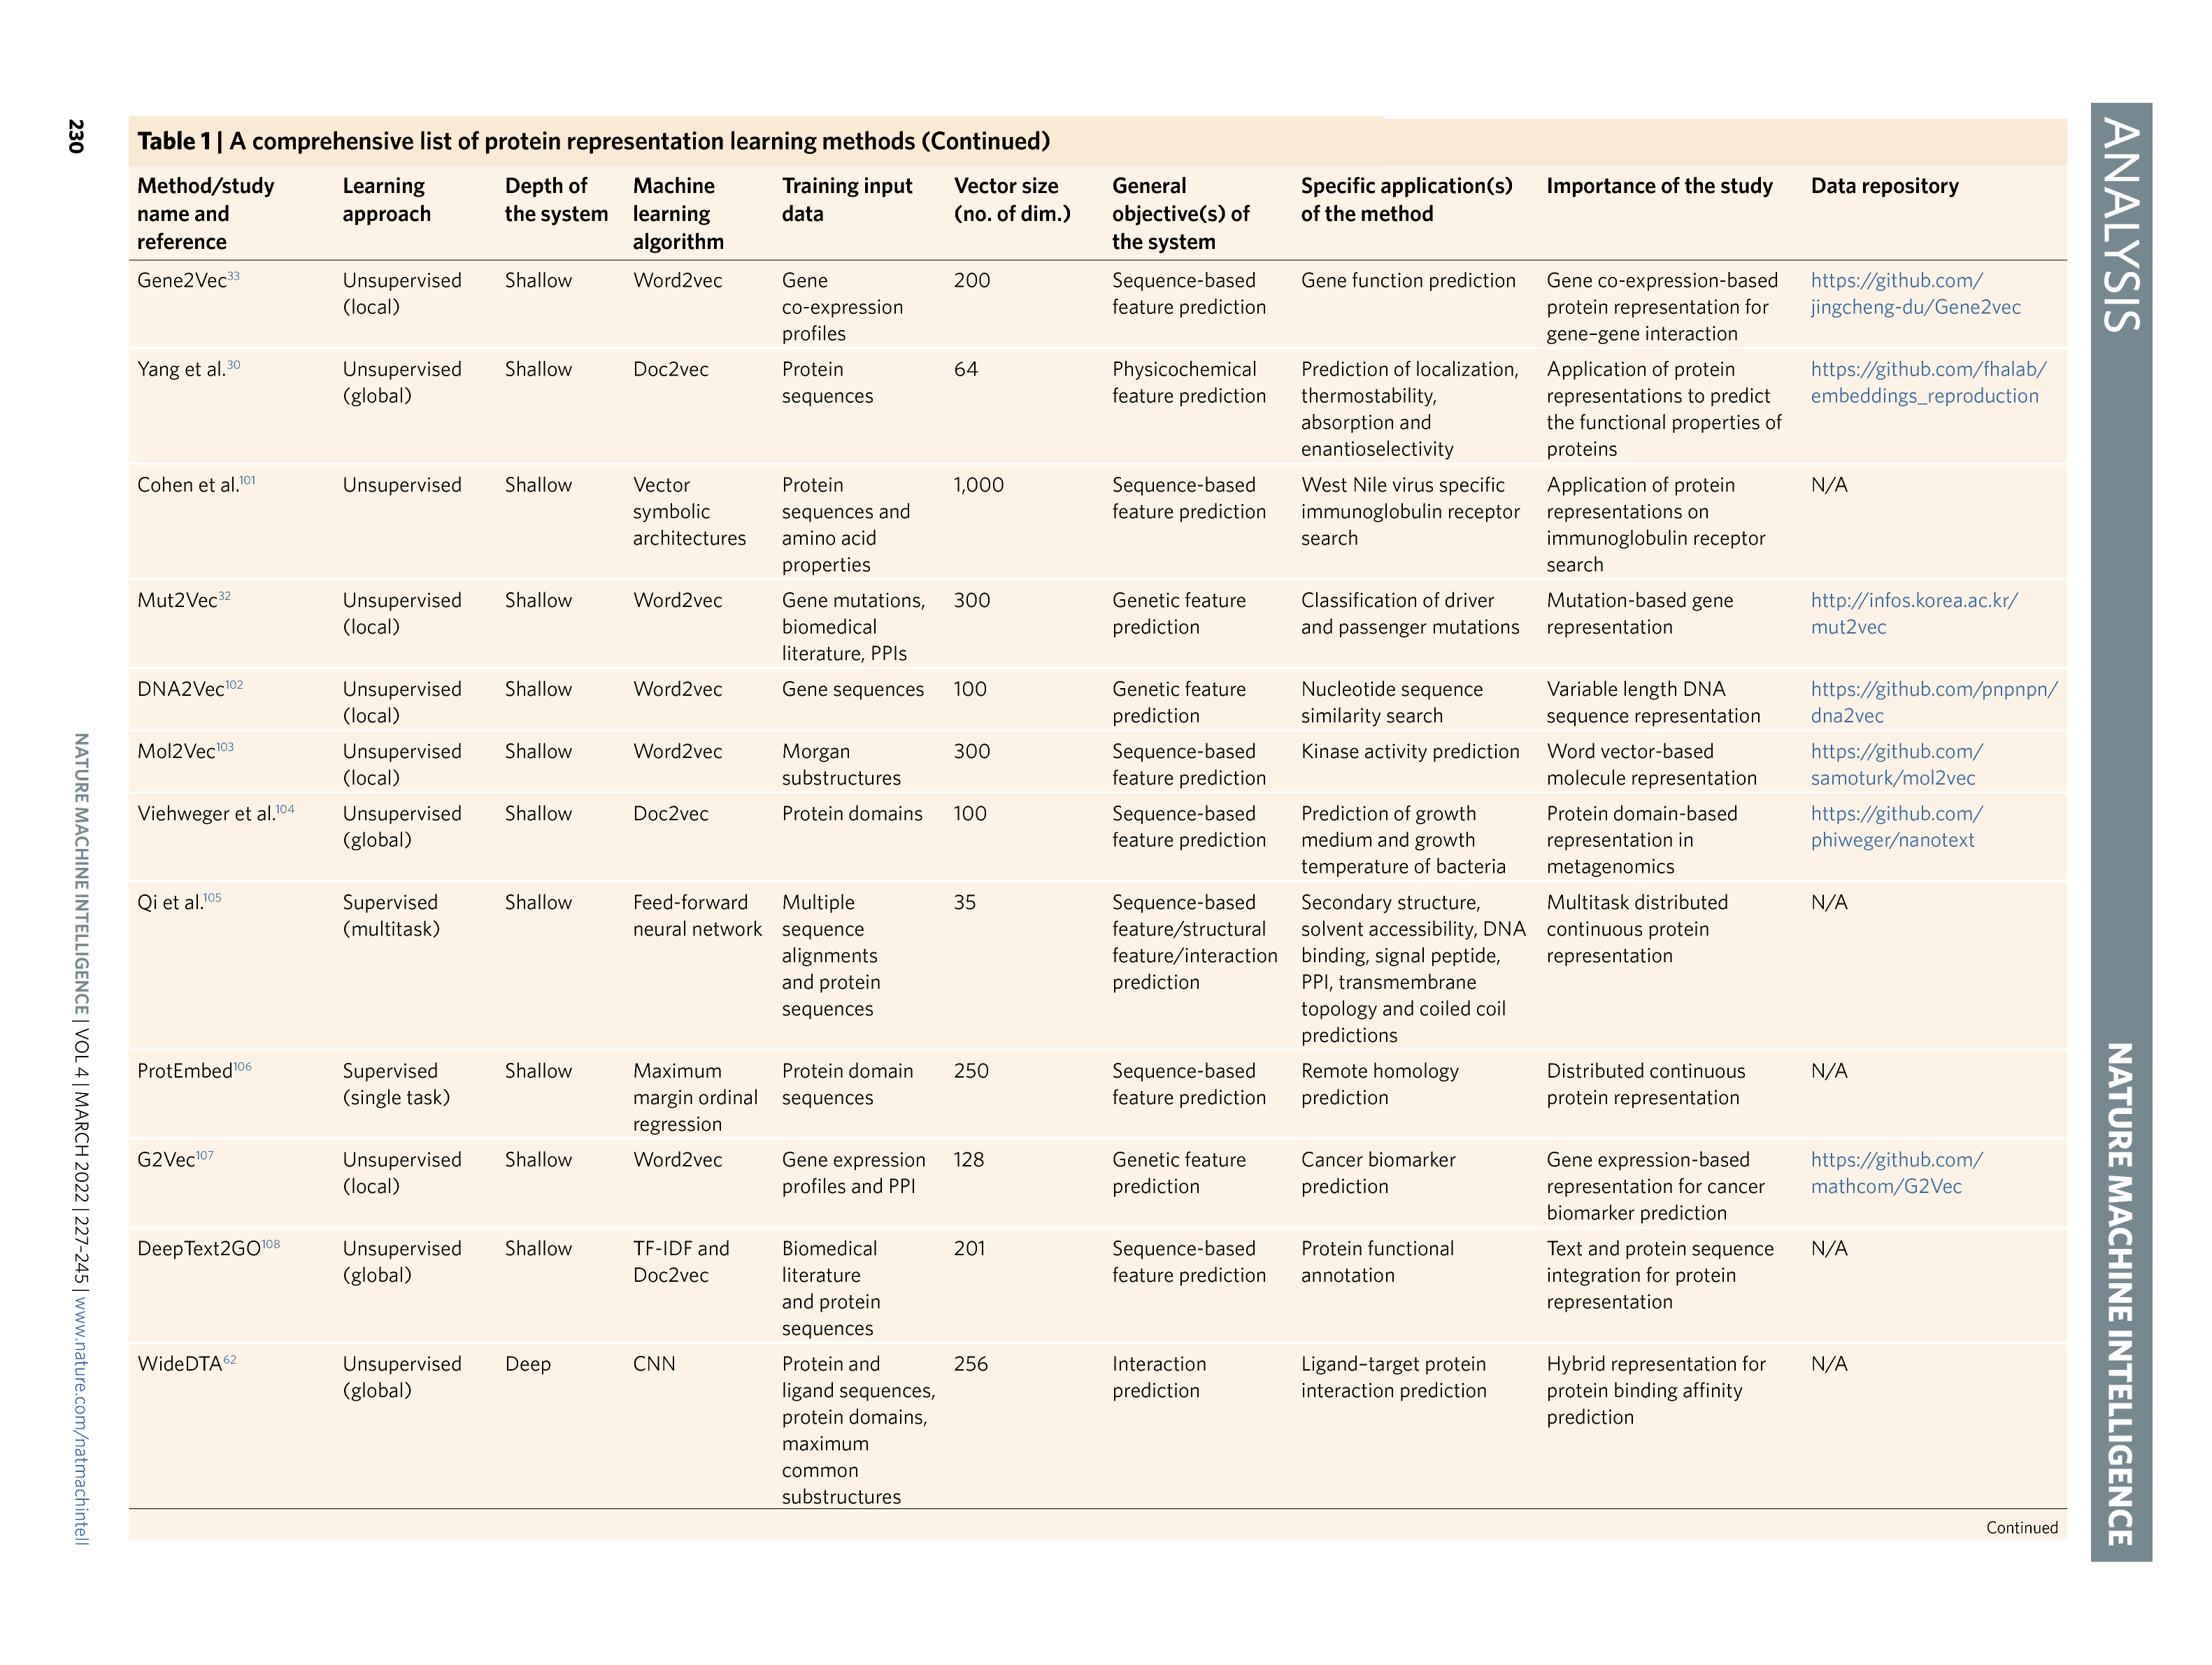 Table 1 | A comprehensive list of protein representation learning methods (Continued)
Method/study name and reference	Learning approach	Depth of the system	Machine learning algorithm	Training input data	Vector size (no. of dim.)	General objective(s) of the system	Specific application(s) of the method	Importance of the study	Data repository
Gene2Vec33	Unsupervised (local)	Shallow	Word2vec	Gene co-expression profiles	200	Sequence-based feature prediction	Gene function prediction	Gene co-expression-based protein representation for gene–gene interaction	https://github.com/jingcheng-du/Gene2vec
Yang et al.30	Unsupervised (global)	Shallow	Doc2vec	Protein sequences	64	Physicochemical feature prediction	Prediction of localization, thermostability, absorption and enantioselectivity	Application of protein representations to predict the functional properties of proteins	https://github.com/fhalab/embeddings_reproduction
Cohen et al.101	Unsupervised	Shallow	Vector symbolic architectures	Protein sequences and amino acid properties	1,000	Sequence-based feature prediction	West Nile virus specific immunoglobulin receptor search	Application of protein representations on immunoglobulin receptor search	N/A
Mut2Vec32	Unsupervised (local)	Shallow	Word2vec	Gene mutations, biomedical literature, PPIs	300	Genetic feature prediction	Classification of driver and passenger mutations	Mutation-based gene representation	http://infos.korea.ac.kr/mut2vec
DNA2Vec102	Unsupervised (local)	Shallow	Word2vec	Gene sequences	100	Genetic feature prediction	Nucleotide sequence similarity search	Variable length DNA sequence representation	https://github.com/pnpnpn/dna2vec
Mol2Vec103	Unsupervised (local)	Shallow	Word2vec	Morgan substructures	300	Sequence-based feature prediction	Kinase activity prediction	Word vector-based molecule representation	https://github.com/samoturk/mol2vec
Viehweger et al.104	Unsupervised (global)	Shallow	Doc2vec	Protein domains	100	Sequence-based feature prediction	Prediction of growth medium and growth temperature of bacteria	Protein domain-based representation in metagenomics	https://github.com/phiweger/nanotext
Qi et al.105	Supervised (multitask)	Shallow	Feed-forward neural network	Multiple sequence alignments and protein sequences	35	Sequence-based feature/structural feature/interaction prediction	Secondary structure, solvent accessibility, DNA binding, signal peptide, PPI, transmembrane topology and coiled coil predictions	Multitask distributed continuous protein representation	N/A
ProtEmbed106	Supervised (single task)	Shallow	Maximum margin ordinal regression	Protein domain sequences	250	Sequence-based feature prediction	Remote homology prediction	Distributed continuous protein representation	N/A
G2Vec107	Unsupervised (local)	Shallow	Word2vec	Gene expression profiles and PPI	128	Genetic feature prediction	Cancer biomarker prediction	Gene expression-based representation for cancer biomarker prediction	https://github.com/mathcom/G2Vec
DeepText2GO108	Unsupervised (global)	Shallow	TF-IDF and Doc2vec	Biomedical literature and protein sequences	201	Sequence-based feature prediction	Protein functional annotation	Text and protein sequence integration for protein representation	N/A
WideDTA62	Unsupervised (global)	Deep	CNN	Protein and ligand sequences, protein domains, maximum common substructures	256	Interaction prediction	Ligand–target protein interaction prediction	Hybrid representation for protein binding affinity prediction	N/A
Continued
ANALYSIS
NATURE MACHINE INTELLIGENCE
230
NATURE MACHINE INTELLIGENCE | VOL 4 | MARCH 2022 | 227–245 | www.nature.com/natmachintell